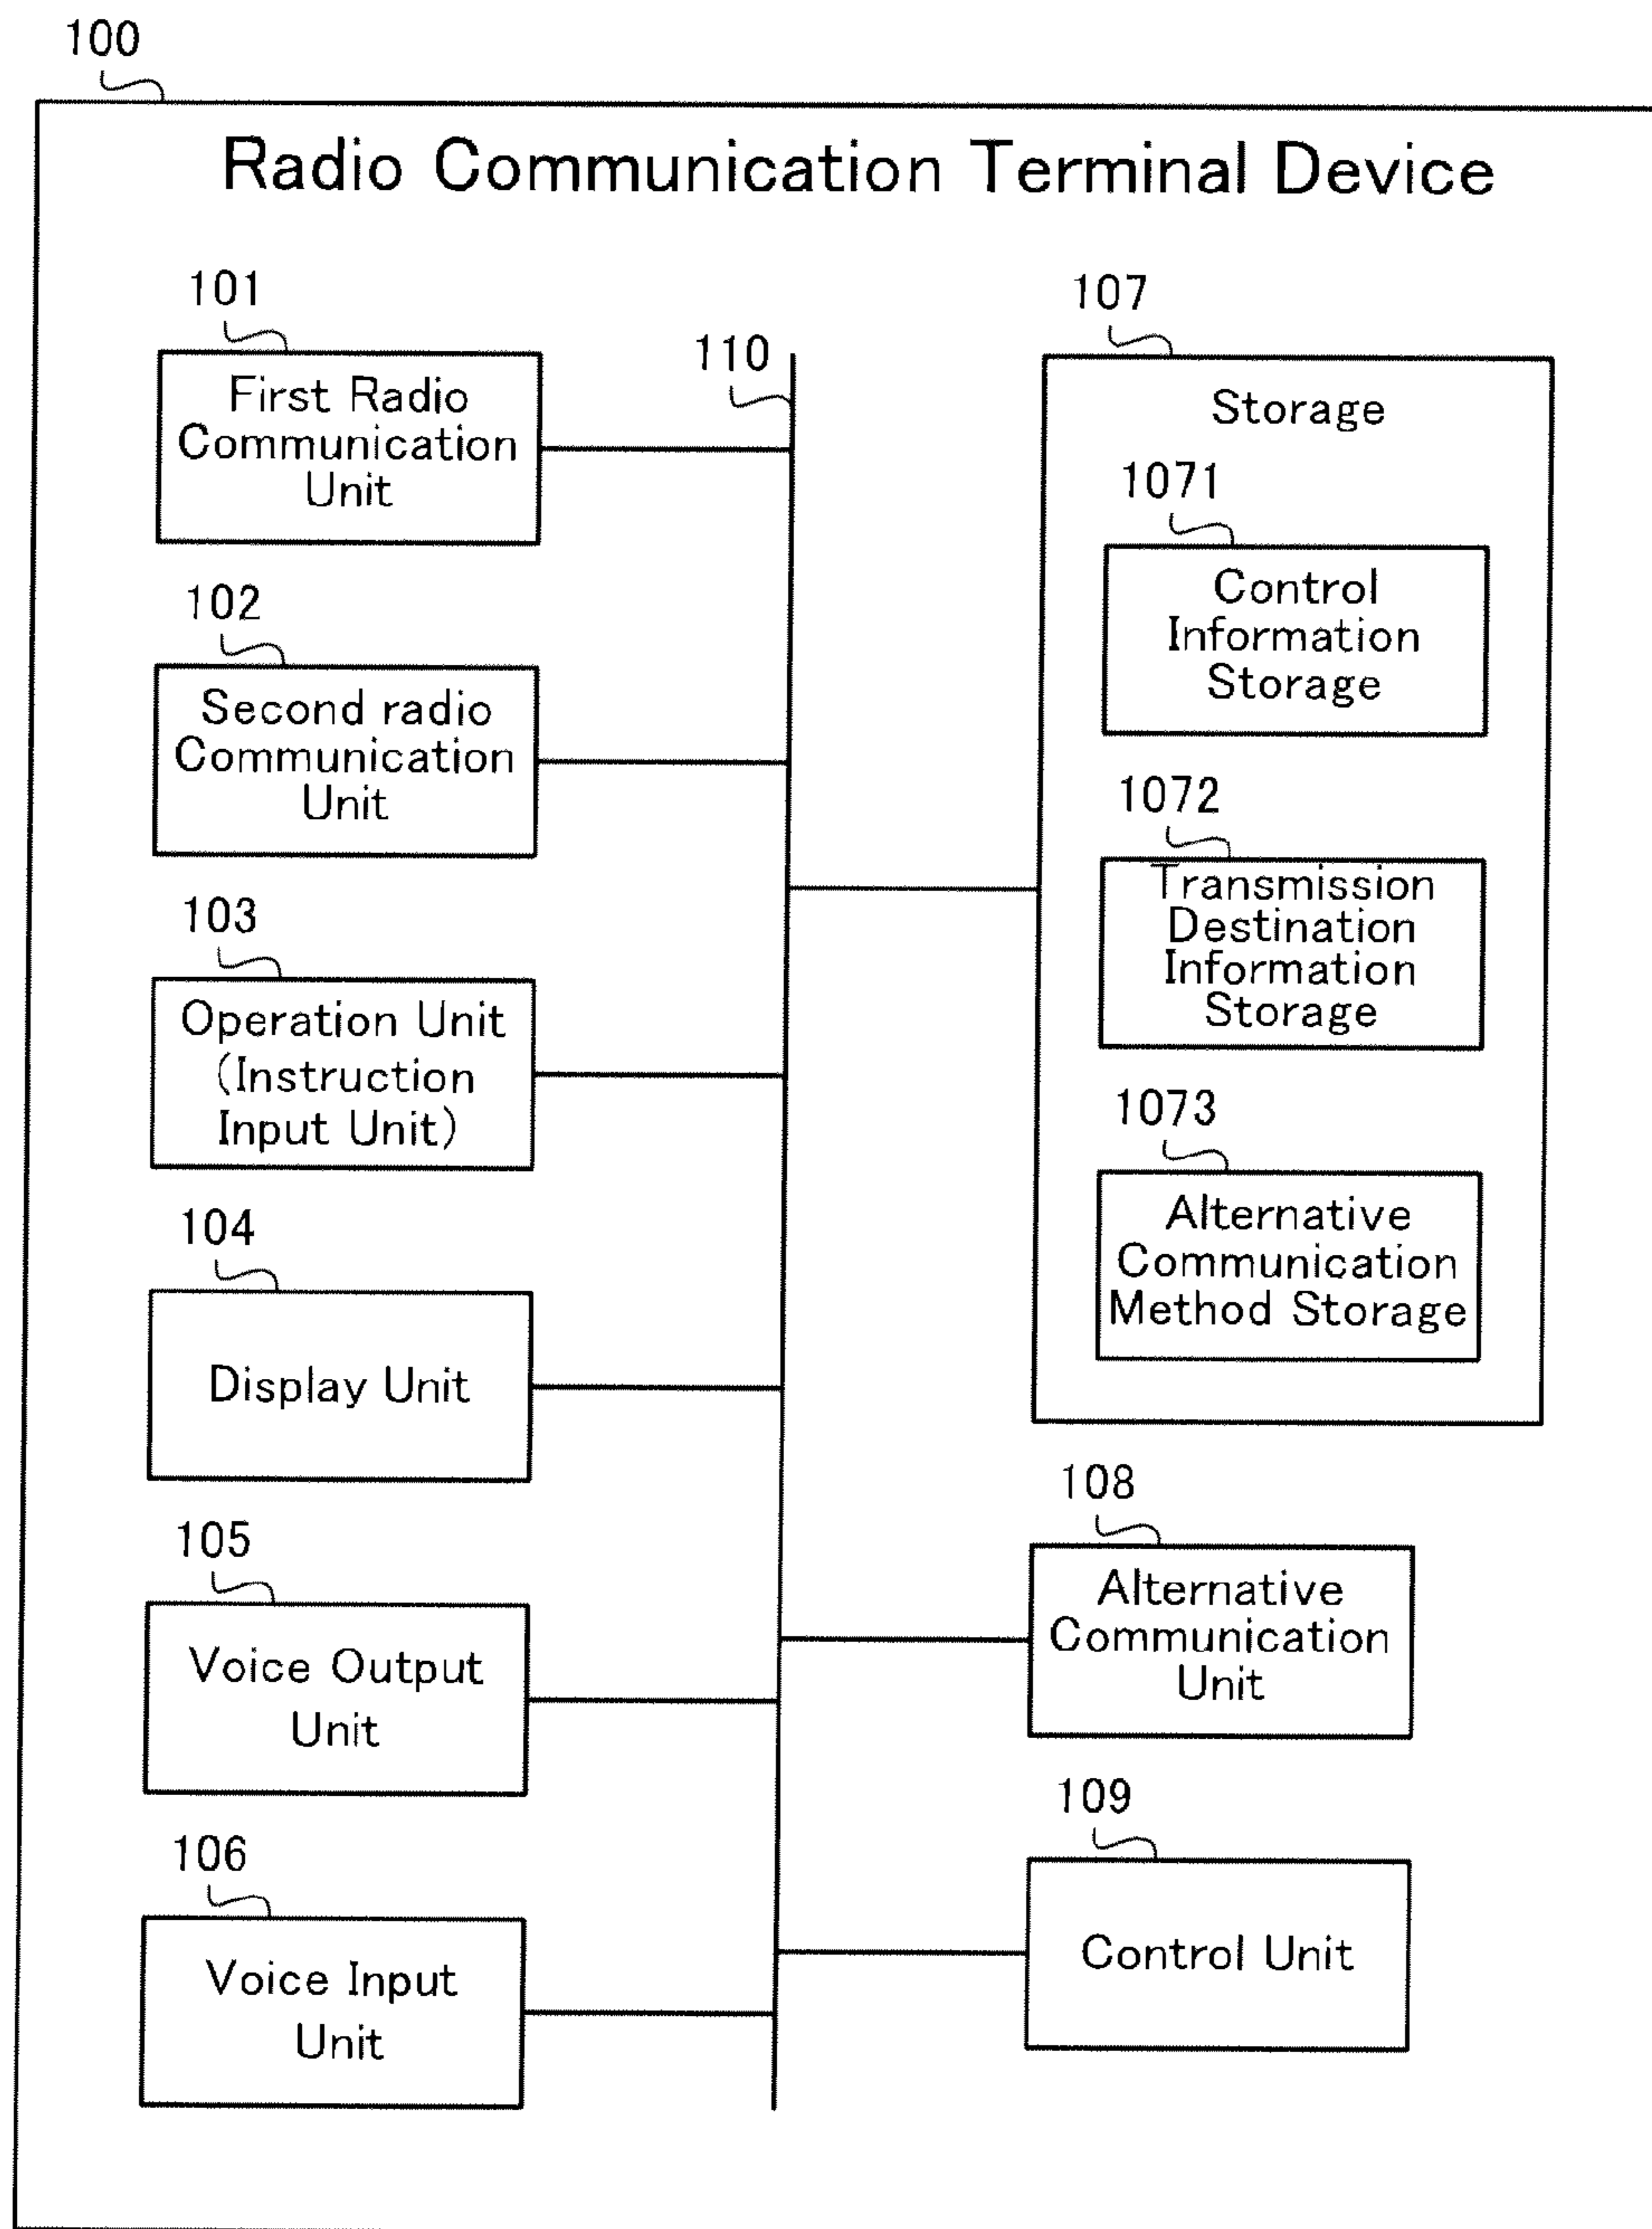 100
Radio Communication Terminal Device
101
First Radio
Communication
Unit
102
Second radio
Communication
Unit
103
Operation Unit
(Instruction
Input Unit)
104
Display Unit
105
Voice Output
Unit
106
Voice Input
Unit
110
107
Storage
1071
Control
Information
Storage
1072
Transmission
Destination
Information
Storage
1073
Alternative
Communication
Method Storage
108
Alternative
Communication
Unit
109
Control Unit